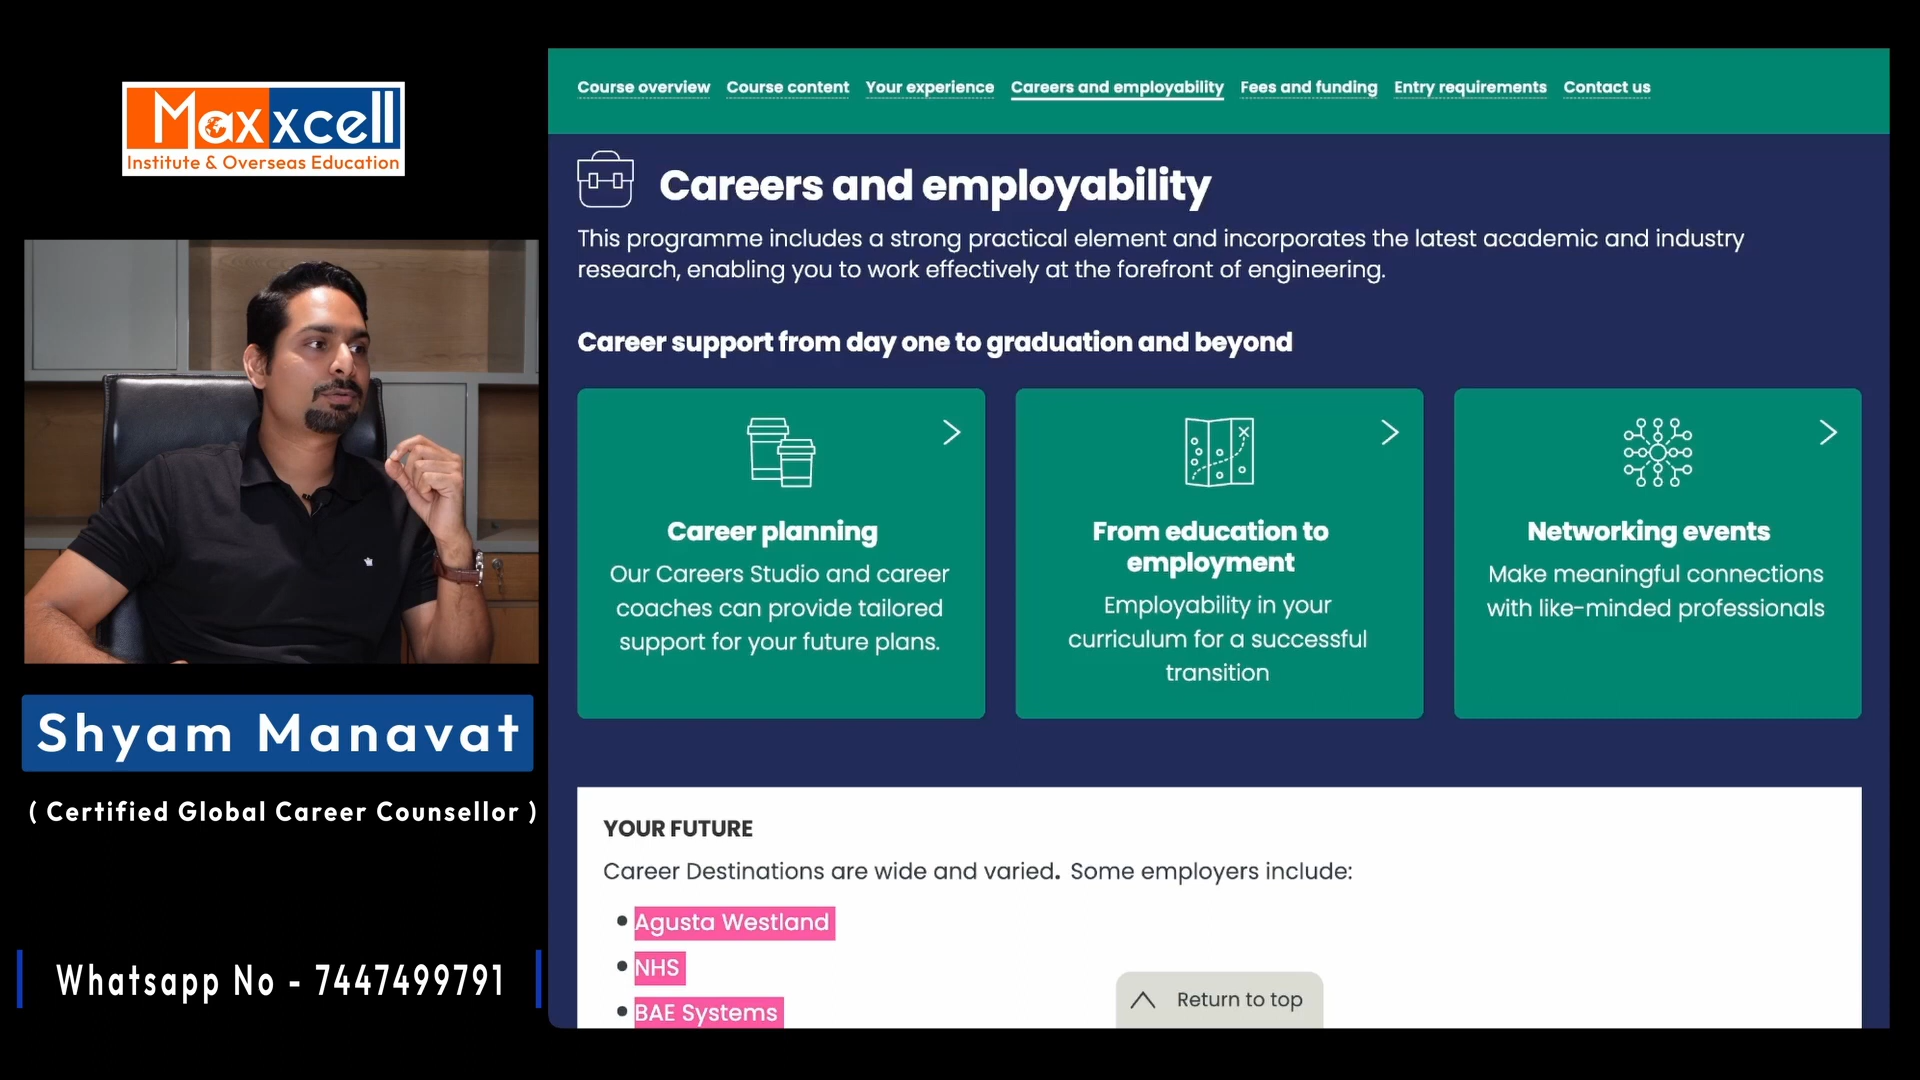 Maxxcell
Institute & Overseas Education
Shyam Manavat
( Certified Global Career Counsellor )
Whatsapp No - 7447499791
Course overview Course content Your experience Careers and employability Fees and funding Entry requirements Contact us
Careers and employability
This programme includes a strong practical element and incorporates the latest academic and industry
research, enabling you to work effectively at the forefront of engineering.
Career support from day one to graduation and beyond
Career planning
Our Careers Studio and career
coaches can provide tailored
support for your future plans.
From education to
employment
Employability in your
curriculum for a successful
transition
Networking events
Make meaningful connections
with like-minded professionals
YOUR FUTURE
Career Destinations are wide and varied. Some employers include:
• Agusta Westland
• NHS
• BAE Systems
Return to top